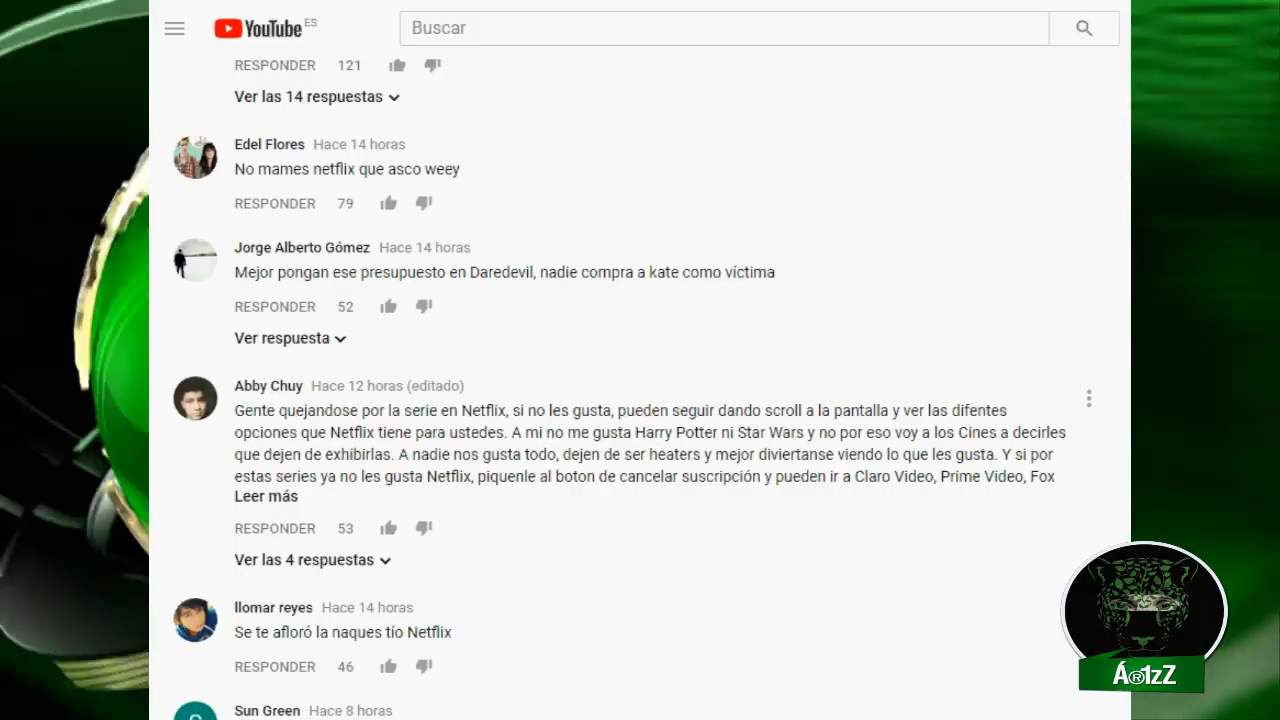 YouTube ES
Buscar
RESPONDER 121
Ver las 14 respuestas
Edel Flores Hace 14 horas
No mames netflix que asco weey
RESPONDER 79
Jorge Alberto Gómez Hace 14 horas
Mejor pongan ese presupuesto en Daredevil, nadie compra a kate como víctima
RESPONDER 52
Ver respuesta
Abby Chuy Hace 12 horas (editado)
Gente quejandose por la serie en Netflix, si no les gusta, pueden seguir dando scroll a la pantalla y ver las difentes
opciones que Netflix tiene para ustedes. A mi no me gusta Harry Potter ni Star Wars y no por eso voy a los Cines a decirles
que dejen de exhibirlas. A nadie nos gusta todo, dejen de ser heaters y mejor diviertanse viendo lo que les gusta. Y si por
estas series ya no les gusta Netflix, piquenle al boton de cancelar suscripción y pueden ir a Claro Video, Prime Video, Fox
Leer más
RESPONDER 53
Ver las 4 respuestas
llomar reyes Hace 14 horas
Se te afloró la naques tío Netflix
RESPONDER 46
Á®1zZ
Sun Green Hace 8 horas